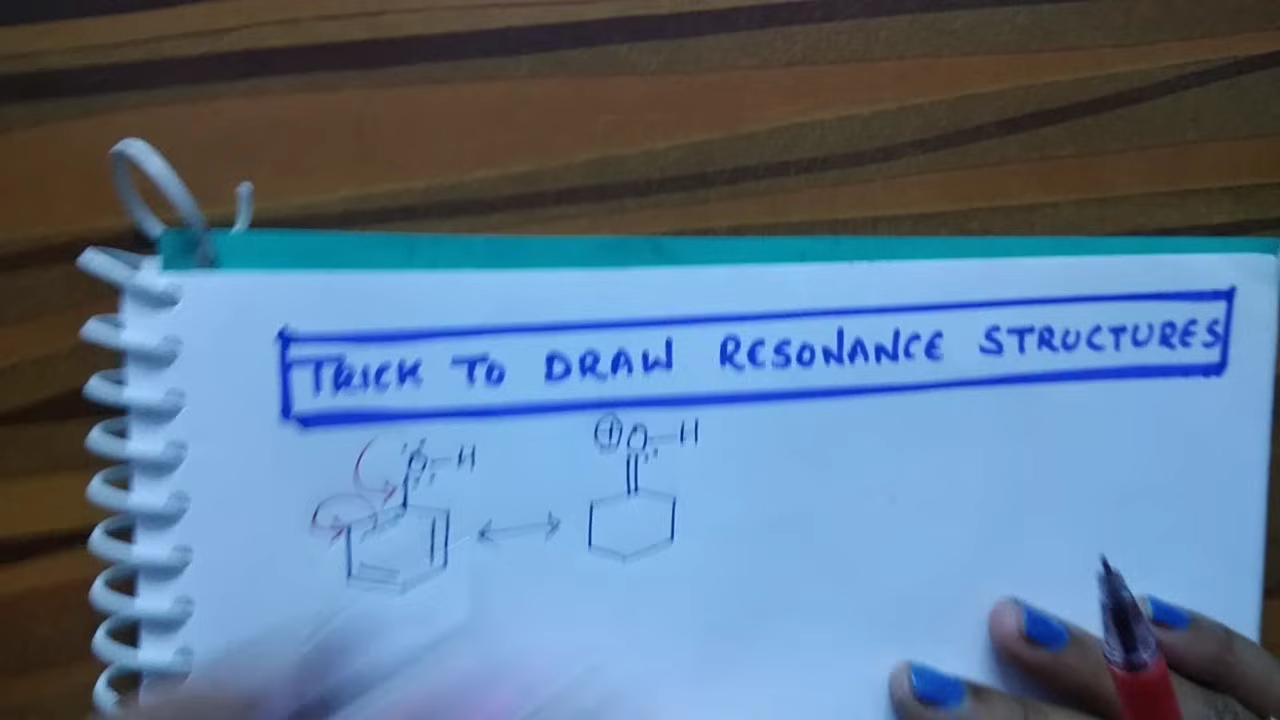 TRICK TO DRAW RESONANCE STRUCTURES
Ö-H
⊕ O-H